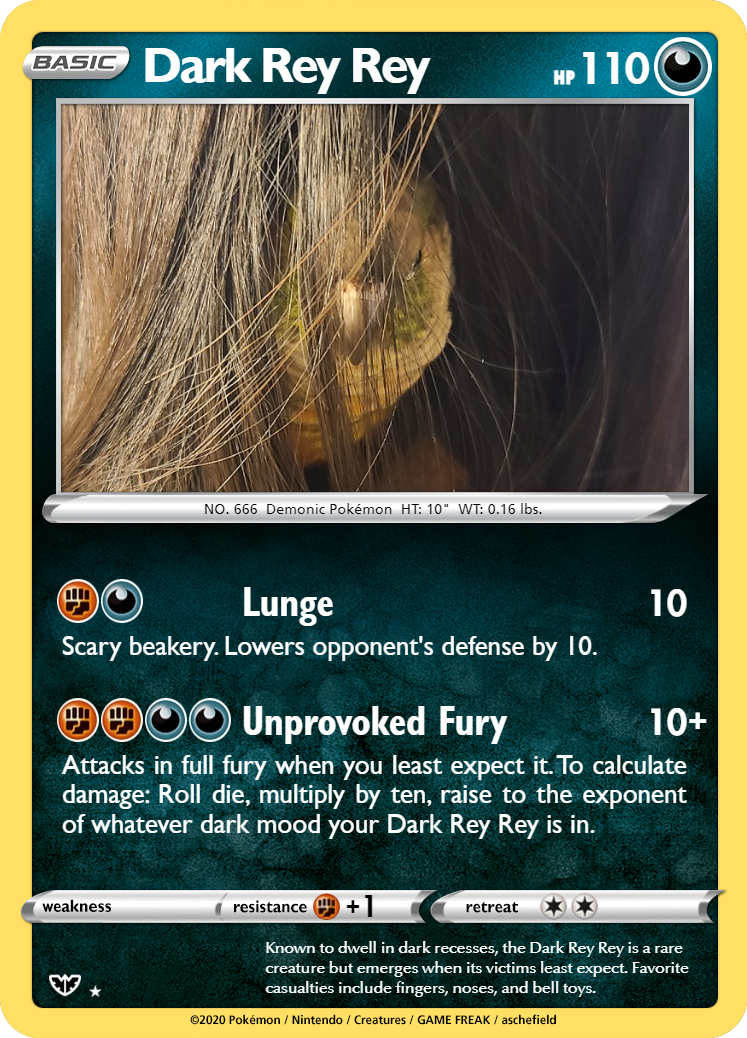 BASIC Dark Rey Rey HP 110
NO. 666 Demonic Pokémon HT: 10" WT: 0.16 lbs.
Lunge 10
Scary beakery. Lowers opponent's defense by 10.
Unprovoked Fury 10+
Attacks in full fury when you least expect it. To calculate
damage: Roll die, multiply by ten, raise to the exponent
of whatever dark mood your Dark Rey Rey is in.
weakness resistance +1 retreat
Known to dwell in dark recesses, the Dark Rey Rey is a rare
creature but emerges when its victims least expect. Favorite
casualties include fingers, noses, and bell toys.
©2020 Pokémon / Nintendo / Creatures / GAME FREAK / aschefield